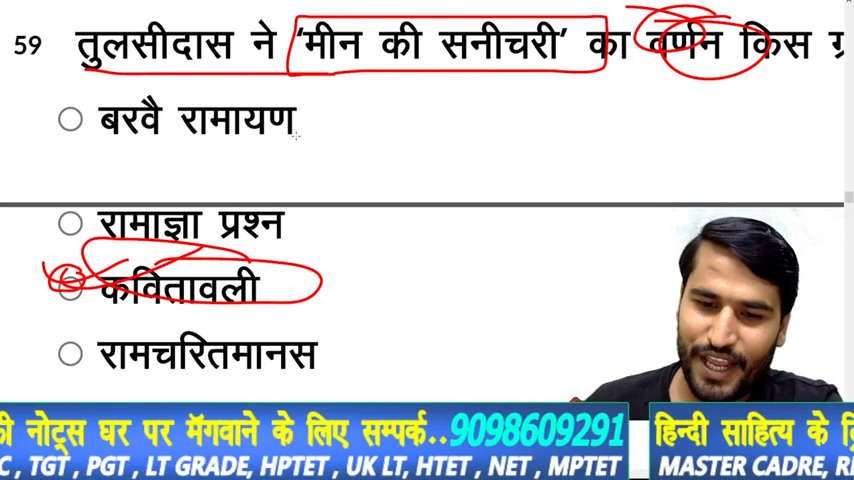 59 तुलसीदास ने ‘मीन की सनीचरी’ का वर्णन किस
बरवै रामायण
रामाज्ञा प्रश्न
कवितावली
रामचरितमानस
की नोट्स घर पर मॅगवाने के लिए सम्पर्क..9098609291 हिन्दी साहित्य के
C , TGT , PGT , LT GRADE, HPTET , UK LT, HTET , NET , MPTET MASTER CADRE,